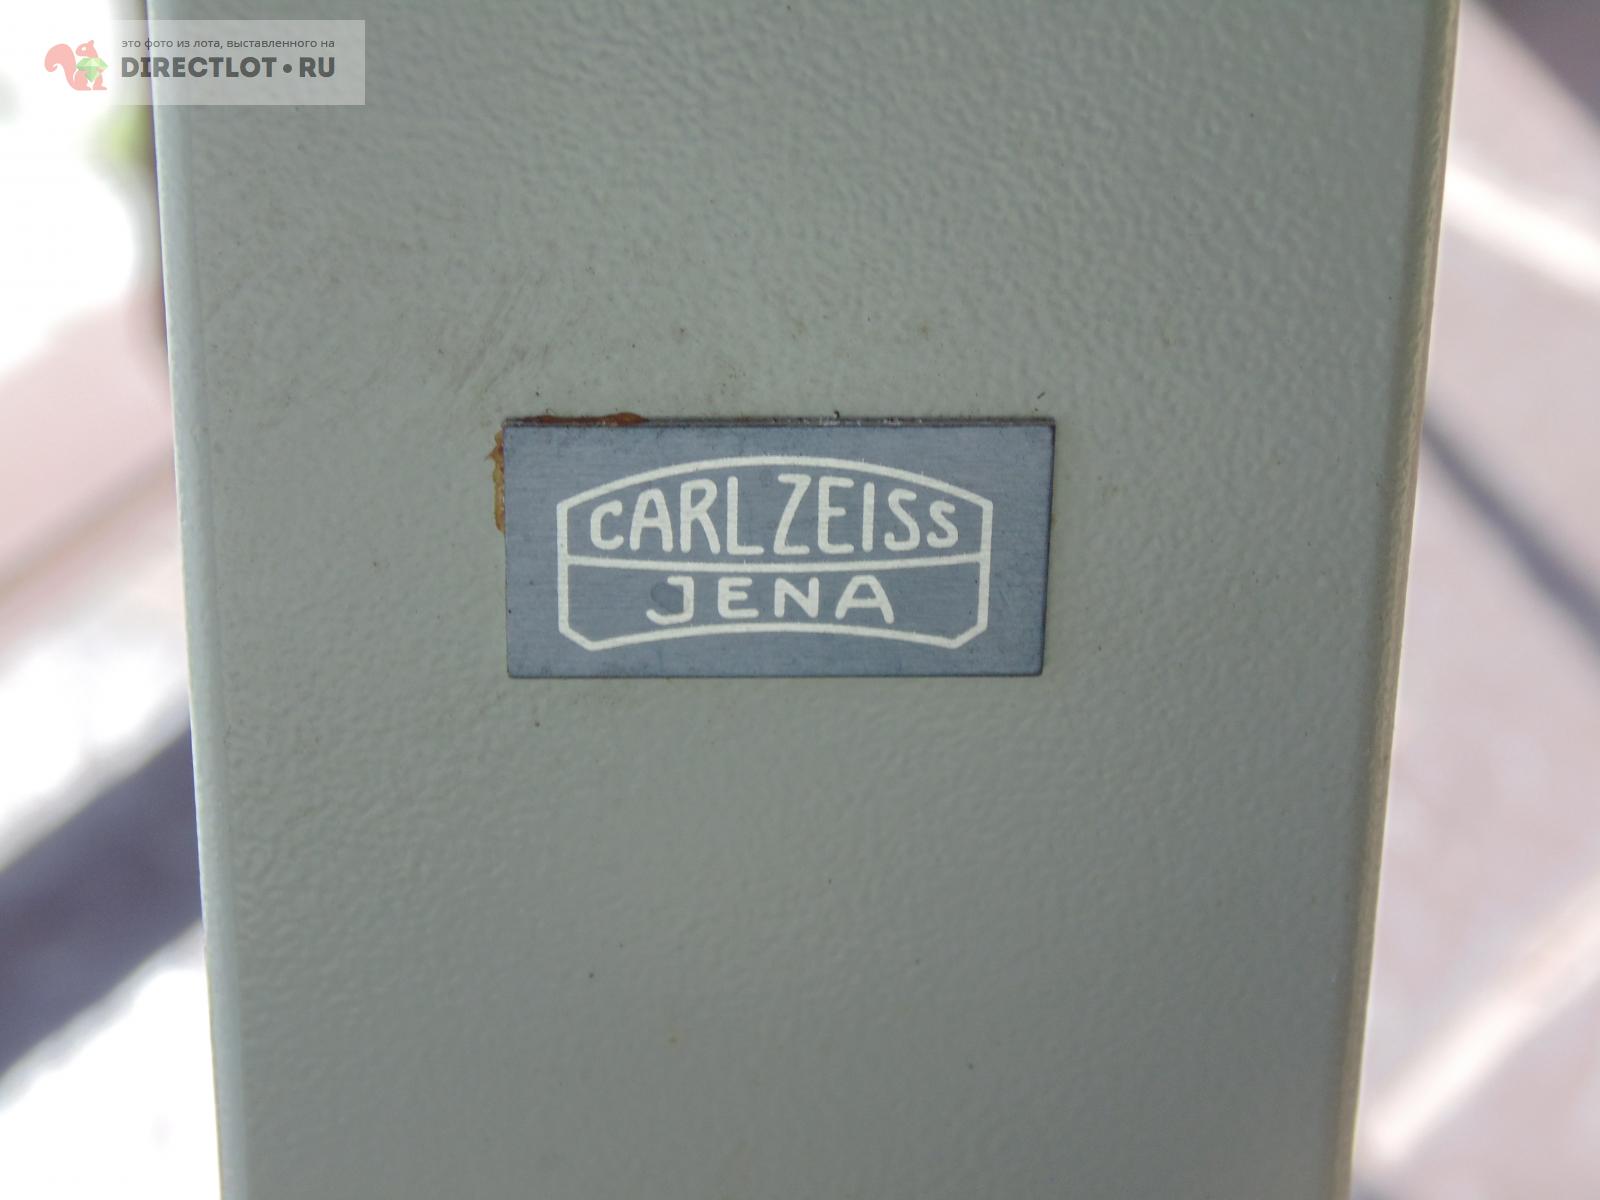 это фото из лота, выставленного на
DIRECTLOT•RU
CARL ZEISS
JENA